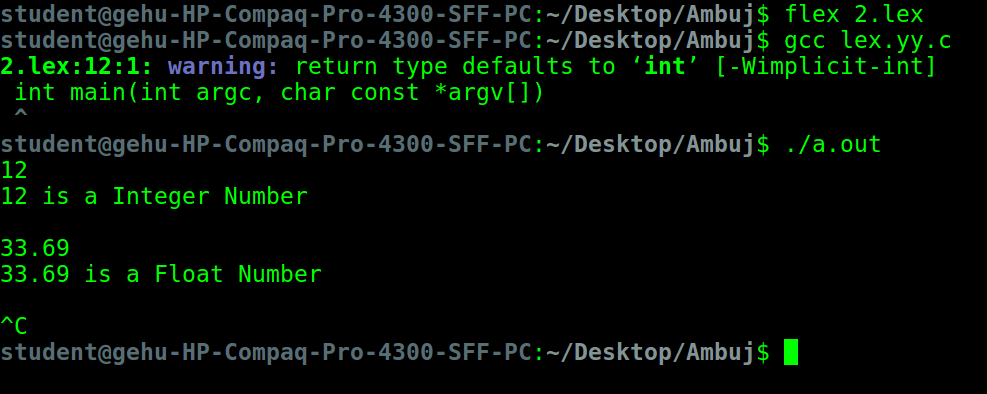 student@gehu-HP-Compaq-Pro-4300-SFF-PC:~/Desktop/Ambuj$ flex 2.lex
student@gehu-HP-Compaq-Pro-4300-SFF-PC:~/Desktop/Ambuj$ gcc lex.yy.c
2.lex:12:1: warning: return type defaults to ‘int’ [-Wimplicit-int]
 int main(int argc, char const *argv[])
 ^
student@gehu-HP-Compaq-Pro-4300-SFF-PC:~/Desktop/Ambuj$ ./a.out
12
12 is a Integer Number
33.69
33.69 is a Float Number
^C
student@gehu-HP-Compaq-Pro-4300-SFF-PC:~/Desktop/Ambuj$